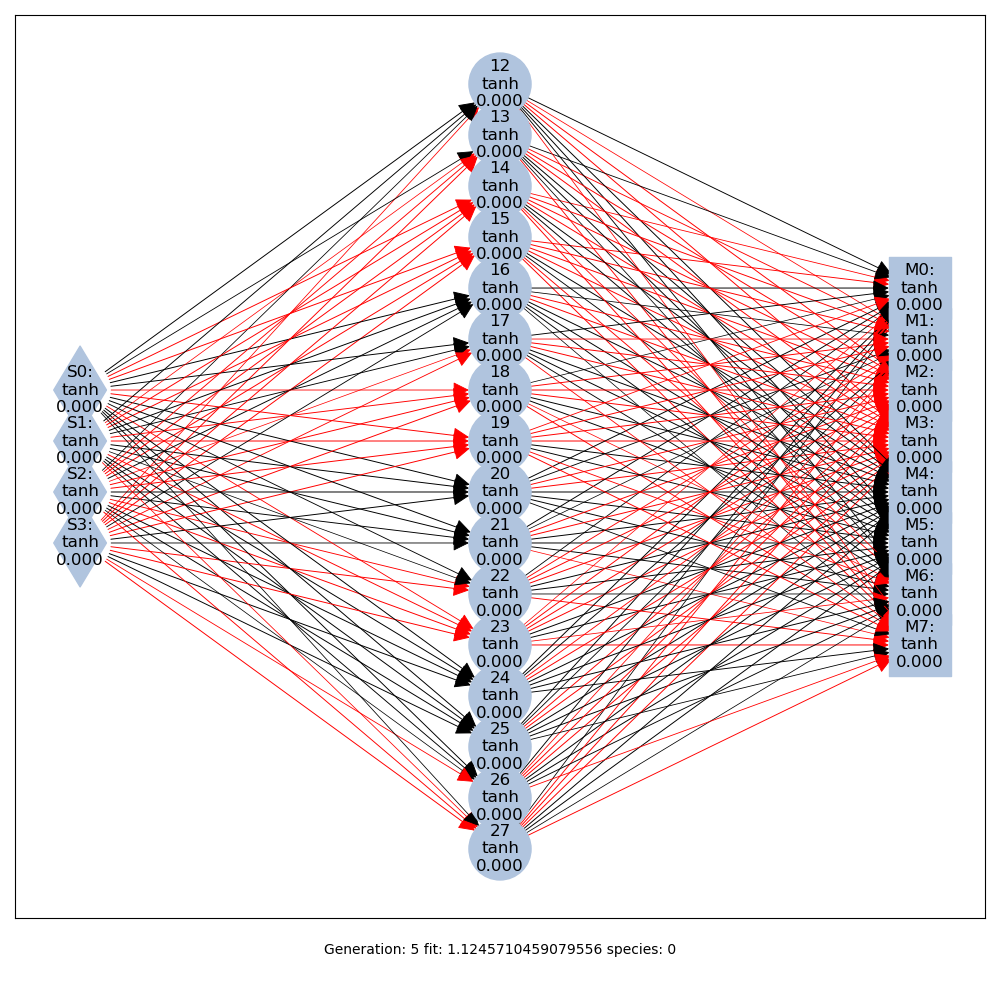 S0:
tanh
0.000
S1:
tanh
0.000
S2:
tanh
0.000
S3:
tanh
0.000
12
tanh
0.000
13
tanh
0.000
14
tanh
0.000
15
tanh
0.000
16
tanh
0.000
17
tanh
0.000
18
tanh
0.000
19
tanh
0.000
20
tanh
0.000
21
tanh
0.000
22
tanh
0.000
23
tanh
0.000
24
tanh
0.000
25
tanh
0.000
26
tanh
0.000
27
tanh
0.000
M0:
tanh
0.000
M1:
tanh
0.000
M2:
tanh
0.000
M3:
tanh
0.000
M4:
tanh
0.000
M5:
tanh
0.000
M6:
tanh
0.000
M7:
tanh
0.000
Generation: 5 fit: 1.1245710459079556 species: 0